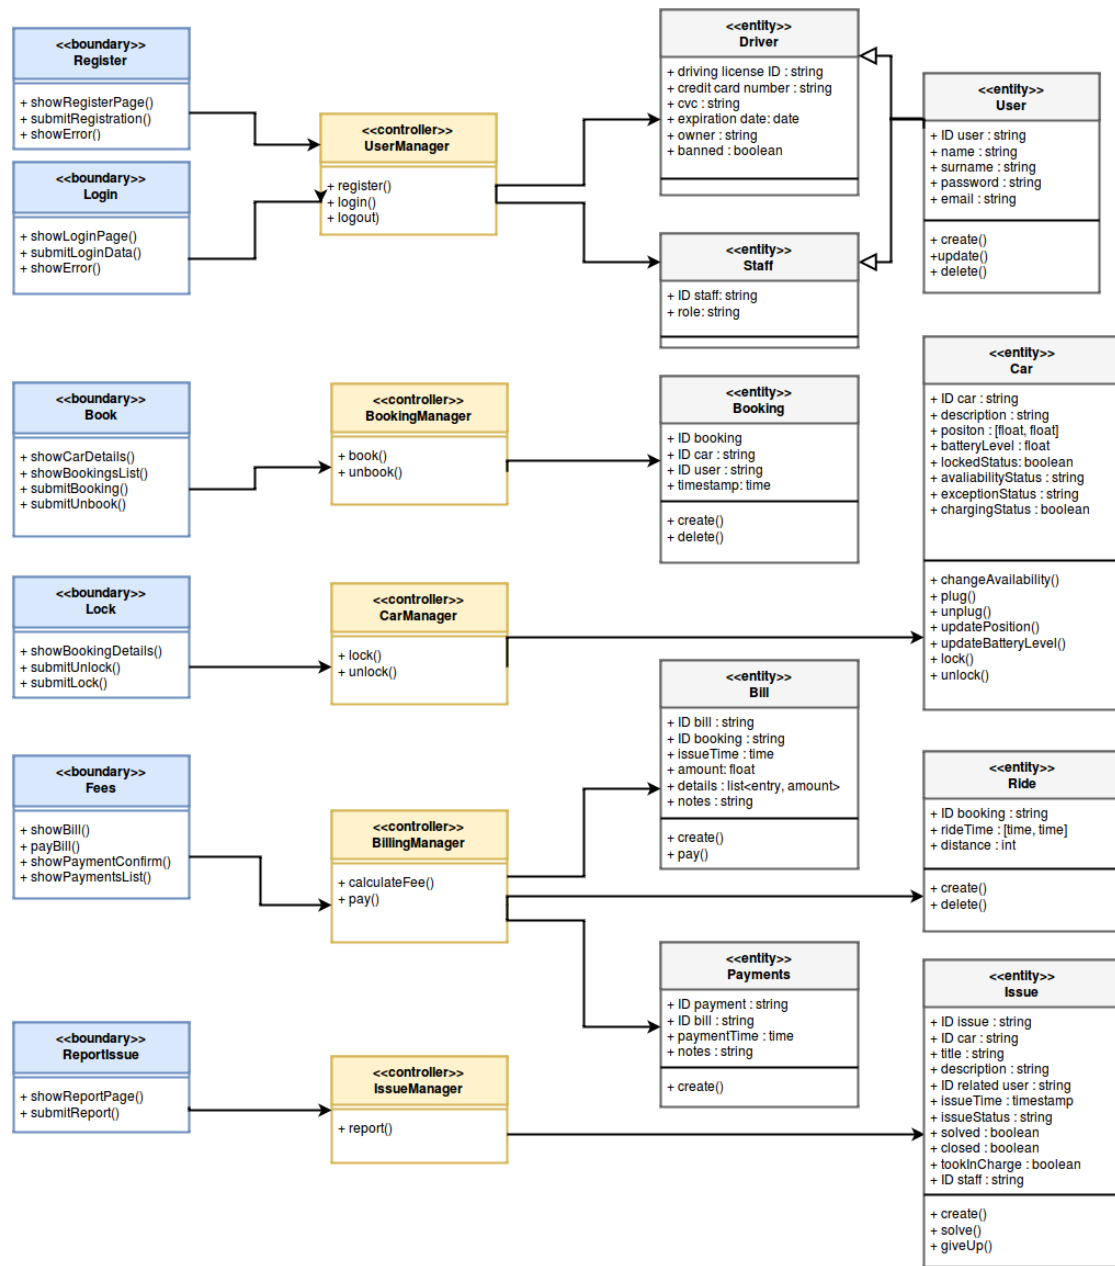 <<boundary>>
Register
+ showRegisterPage()
+ submitRegistration()
+ showError()
<<boundary>>
Login
+ showLoginPage()
+ submitLoginData()
+ showError()
<<controller>>
UserManager
+ register()
+ login()
+ logout)
<<entity>>
Driver
+ driving license ID : string
+ credit card number : string
+ cvc : string
+ expiration date: date
+ owner : string
+ banned : boolean
<<entity>>
User
+ ID user : string
+ name : string
+ surname : string
+ password : string
+ email : string
+ create()
+update()
+ delete()
<<entity>>
Staff
+ ID staff: string
+ role: string
<<boundary>>
Book
+ showCarDetails()
+ showBookingsList()
+ submitBooking()
+ submitUnbook()
<<controller>>
BookingManager
+ book()
+ unbook()
<<entity>>
Booking
+ ID booking
+ ID car : string
+ ID user : string
+ timestamp: time
+ create()
+ delete()
<<entity>>
Car
+ ID car : string
+ description : string
+ positon : [float, float]
+ batteryLevel : float
+ lockedStatus: boolean
+ avaliabilityStatus : string
+ exceptionStatus : string
+ chargingStatus : boolean
+ changeAvailability()
+ plug()
+ unplug()
+ updatePosition()
+ updateBatteryLevel()
+ lock()
+ unlock()
<<boundary>>
Lock
+ showBookingDetails()
+ submitUnlock()
+ submitLock()
<<controller>>
CarManager
+ lock()
+ unlock()
<<entity>>
Bill
+ ID bill : string
+ ID booking : string
+ issueTime : time
+ amount: float
+ details : list<entry, amount>
+ notes : string
+ create()
+ pay()
<<boundary>>
Fees
+ showBill()
+ payBill()
+ showPaymentConfirm()
+ showPaymentsList()
<<controller>>
BillingManager
+ calculateFee()
+ pay()
<<entity>>
Ride
+ ID booking : string
+ rideTime : [time, time]
+ distance : int
+ create()
+ delete()
<<entity>>
Payments
+ ID payment : string
+ ID bill : string
+ paymentTime : time
+ notes : string
+ create()
<<boundary>>
ReportIssue
+ showReportPage()
+ submitReport()
<<controller>>
IssueManager
+ report()
<<entity>>
Issue
+ ID issue : string
+ ID car : string
+ title : string
+ description : string
+ ID related user : string
+ issueTime : timestamp
+ issueStatus : string
+ solved : boolean
+ closed : boolean
+ tookInCharge : boolean
+ ID staff : string
+ create()
+ solve()
+ giveUp()